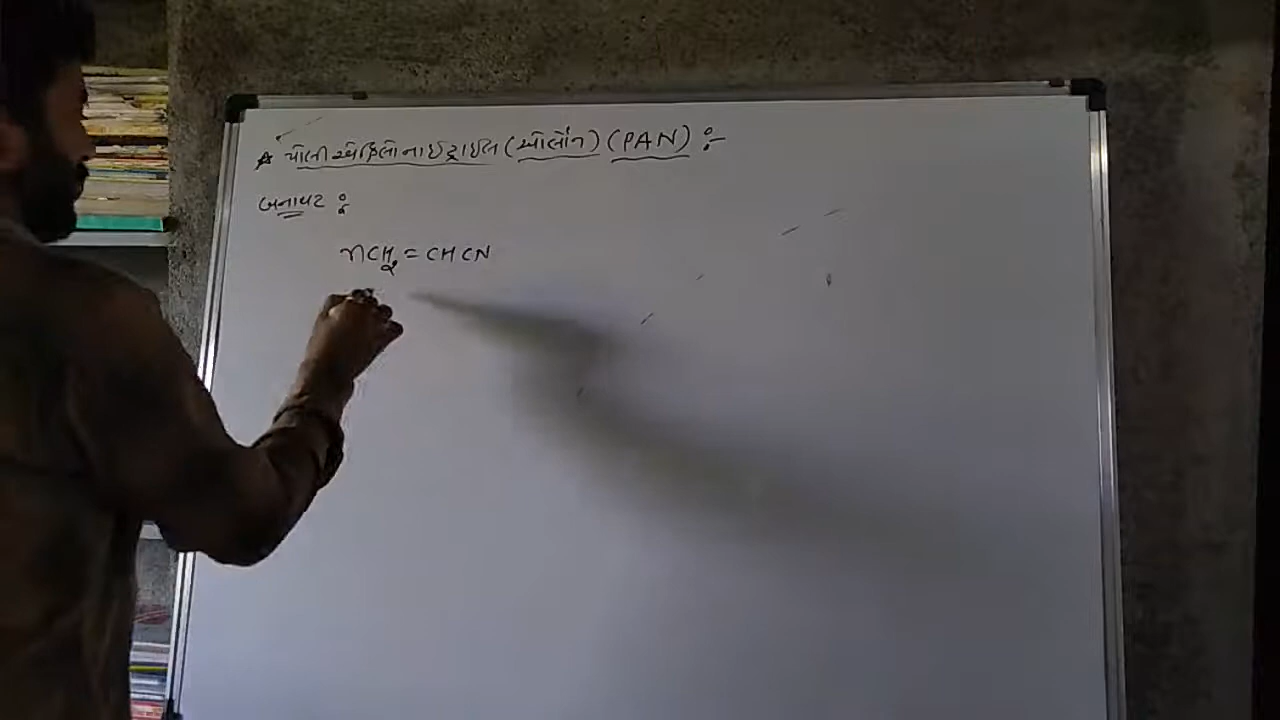 * પોલીએક્રિલોનાઇટ્રાઇલ (ઓર્લોન) (PAN) :-
બનાવટ :
nCH₂ = CHCN